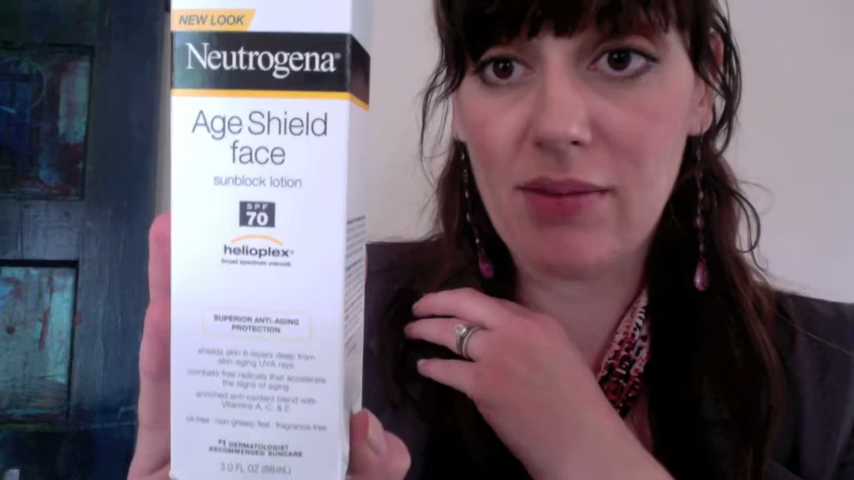 NEW LOOK
Neutrogena®
Age Shield
face
sunblock lotion
SPF
70
helioplex®
broad spectrum uva•uvb
SUPERIOR ANTI-AGING
PROTECTION
shields skin 6 layers deep from
skin-aging UVA rays
combats free radicals that accelerate
the signs of aging
enriched anti-oxidant blend with
Vitamins A, C, & E
oil-free · non greasy feel · fragrance free
#1 DERMATOLOGIST
RECOMMENDED SUNCARE
3.0 FL OZ (88mL)